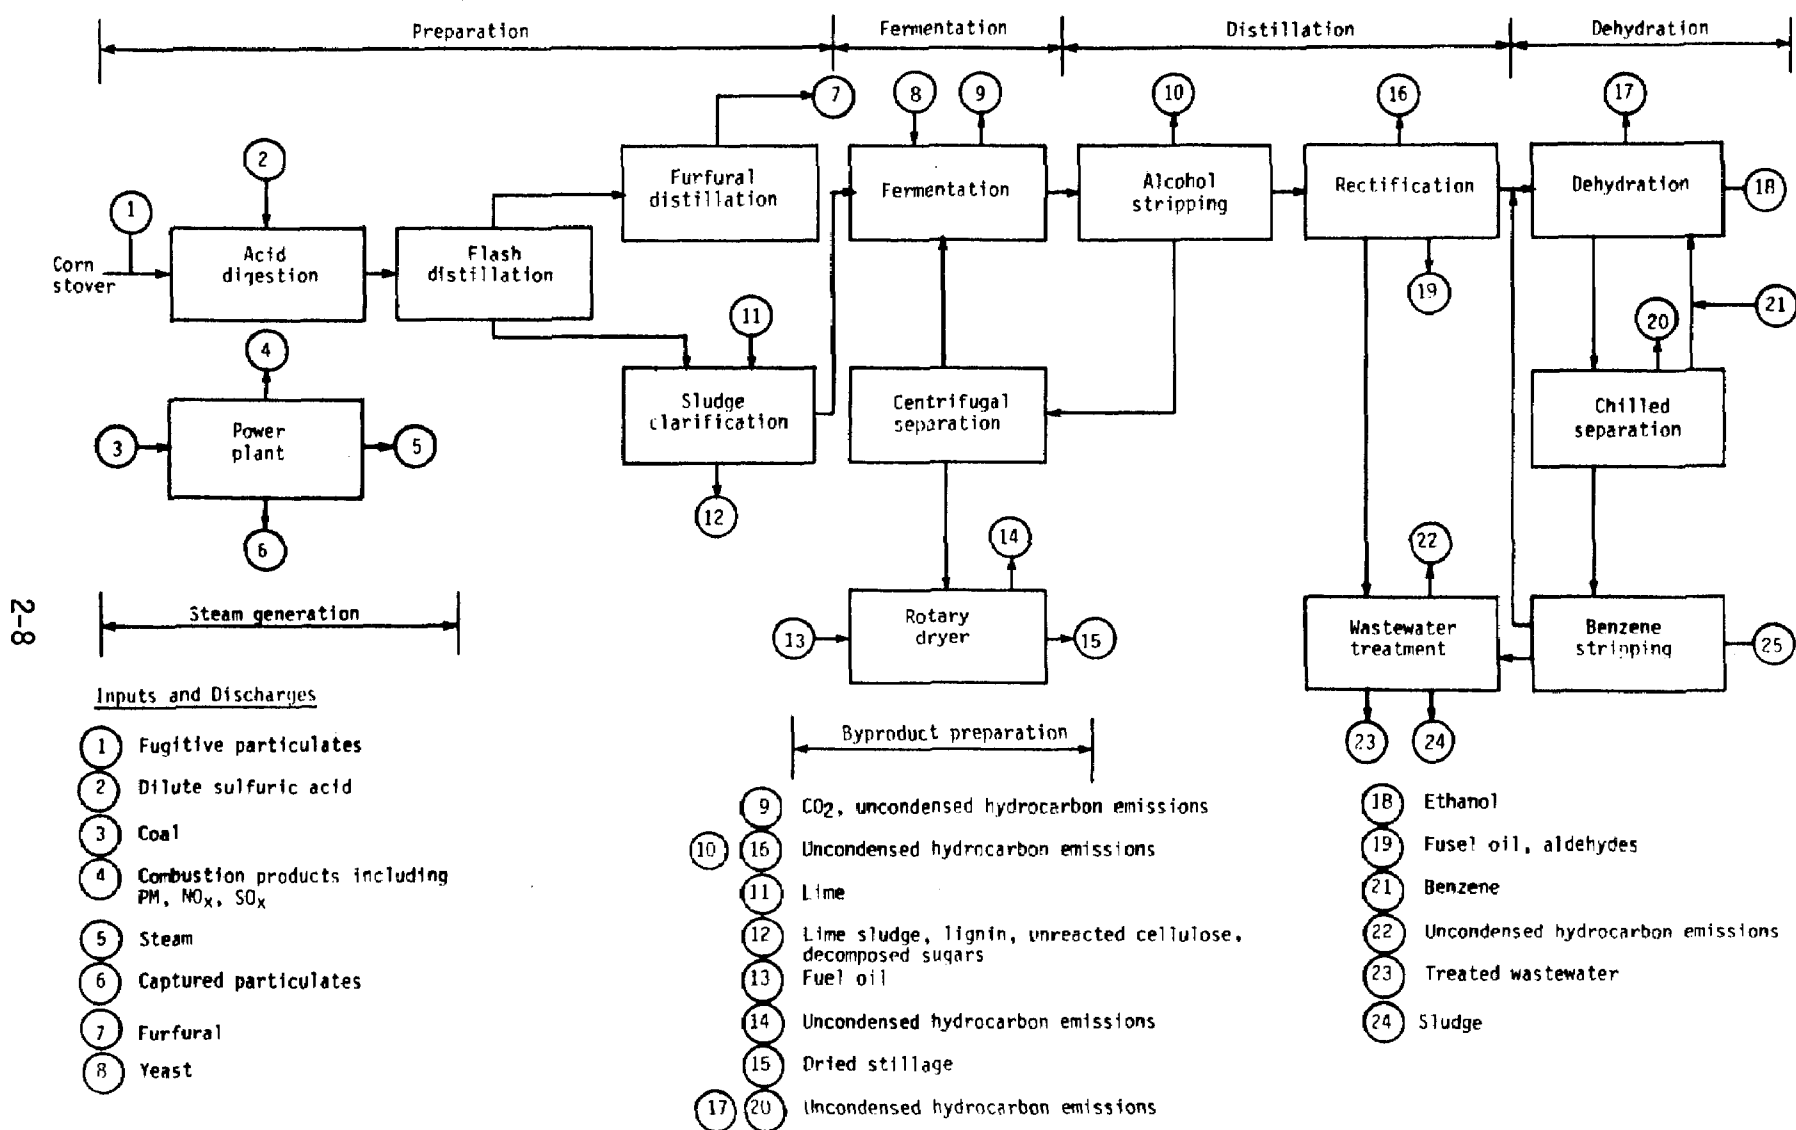 Preparation
Fermentation
Distillation
Dehydration
7
8
9
10
16
17
2
1
Corn
stover
Acid
digestion
Flash
distillation
Furfural
distillation
Fermentation
Alcohol
stripping
Rectification
Dehydration
18
19
20
21
11
4
3
Power
plant
5
6
Sludge
clarification
12
Centrifugal
separation
Chilled
separation
14
13
Rotary
dryer
15
22
Wastewater
treatment
Benzene
stripping
25
23
24
2-8
Steam generation
Byproduct preparation
Inputs and Discharges
1 Fugitive particulates
2 Dilute sulfuric acid
3 Coal
4 Combustion products including
PM, NOx, SOx
5 Steam
6 Captured particulates
7 Furfural
8 Yeast
9 CO2, uncondensed hydrocarbon emissions
10 16 Uncondensed hydrocarbon emissions
11 Lime
12 Lime sludge, lignin, unreacted cellulose,
decomposed sugars
13 Fuel oil
14 Uncondensed hydrocarbon emissions
15 Dried stillage
17 20 Uncondensed hydrocarbon emissions
18 Ethanol
19 Fusel oil, aldehydes
21 Benzene
22 Uncondensed hydrocarbon emissions
23 Treated wastewater
24 Sludge